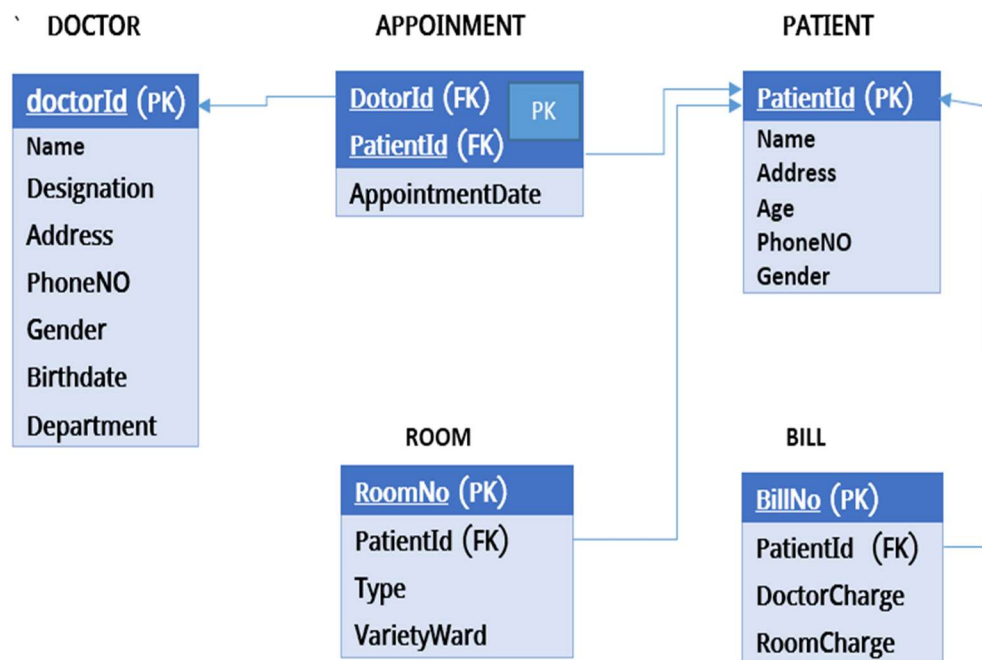 ` DOCTOR
doctorId (PK)
Name
Designation
Address
PhoneNO
Gender
Birthdate
Department
APPOINMENT
DotorId (FK)
PatientId (FK)
PK
AppointmentDate
PATIENT
PatientId (PK)
Name
Address
Age
PhoneNO
Gender
ROOM
RoomNo (PK)
PatientId (FK)
Type
VarietyWard
BILL
BillNo (PK)
PatientId (FK)
DoctorCharge
RoomCharge